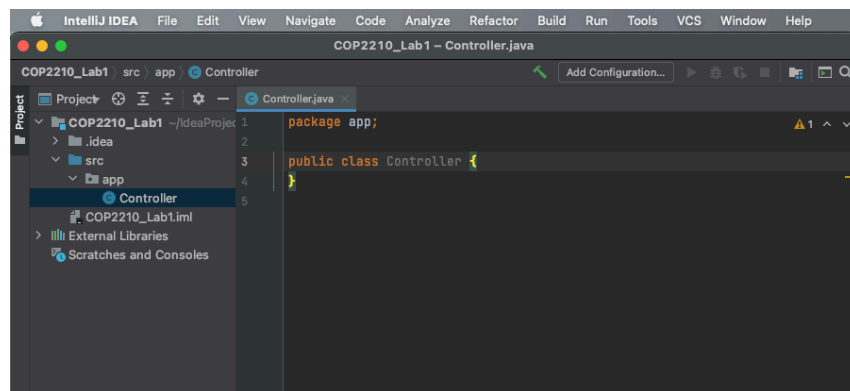 IntelliJ IDEA File Edit View Navigate Code Analyze Refactor Build Run Tools VCS Window Help
COP2210_Lab1 – Controller.java
COP2210_Lab1 src app Controller
Add Configuration...
Project
Project
Controller.java
COP2210_Lab1 ~/IdeaProjec
.idea
src
app
Controller
COP2210_Lab1.iml
External Libraries
Scratches and Consoles
1 package app;
2
3 public class Controller {
4 }
5
1